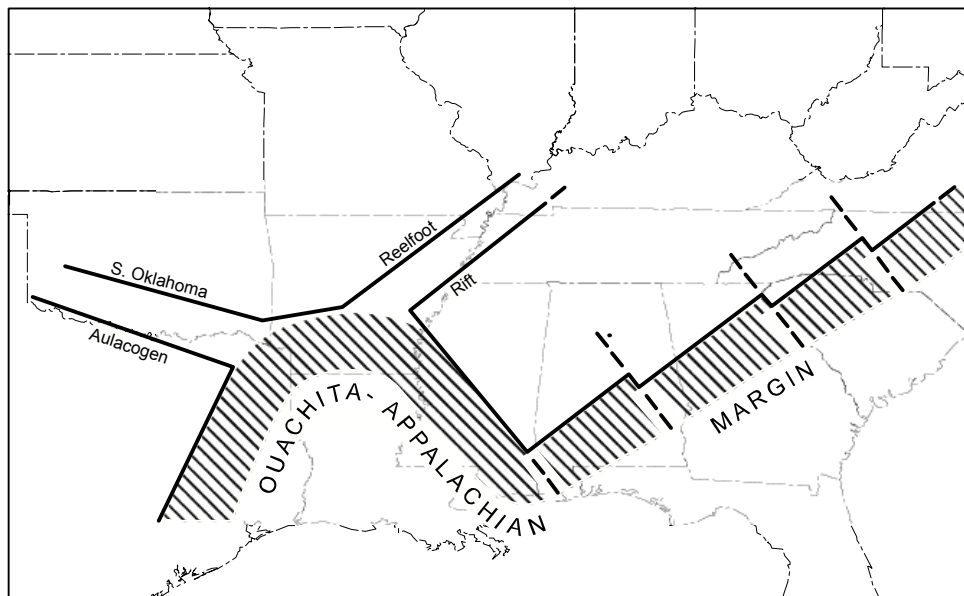 S. Oklahoma
Aulacogen
Reelfoot
Rift
OUACHITA- APPALACHIAN
MARGIN